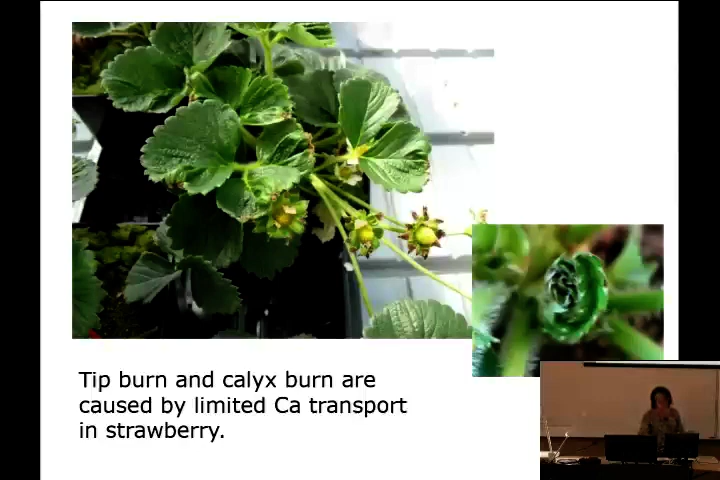 Tip burn and calyx burn are
caused by limited Ca transport
in strawberry.